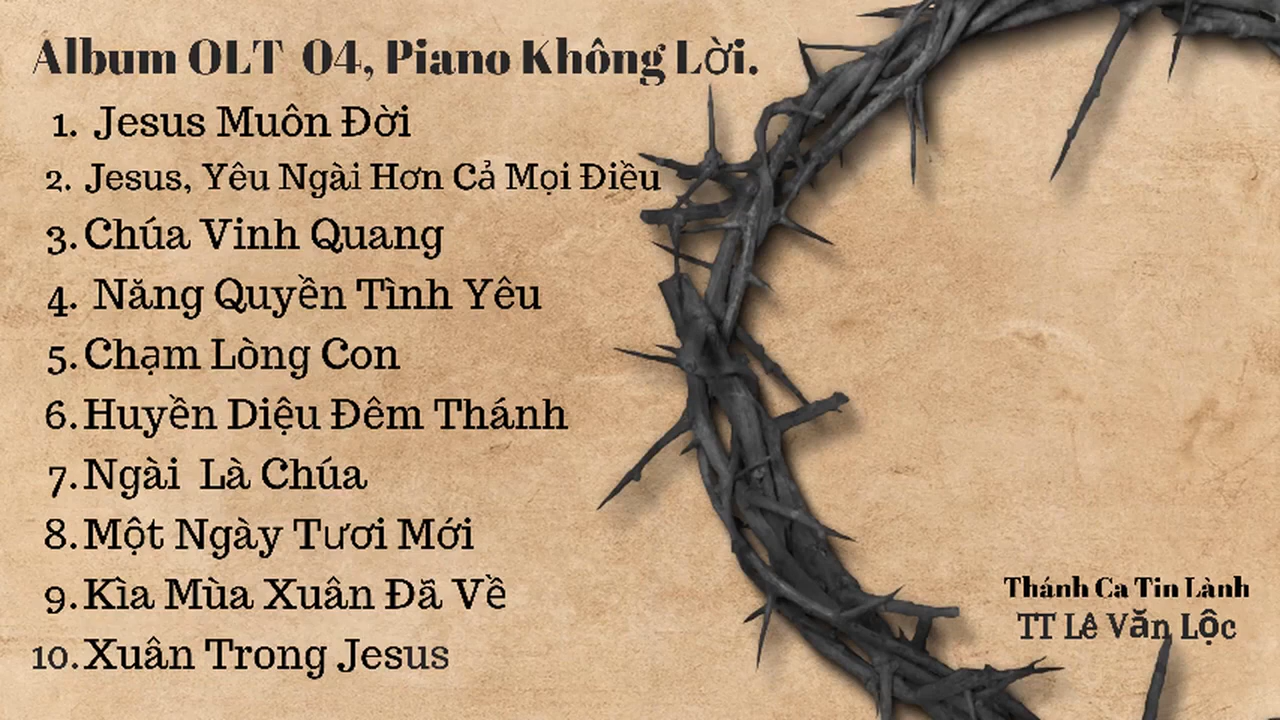 Album OLT 04, Piano Không Lời.
1. Jesus Muôn Đời
2. Jesus, Yêu Ngài Hơn Cả Mọi Điều
3. Chúa Vinh Quang
4. Năng Quyền Tình Yêu
5. Chạm Lòng Con
6. Huyền Diệu Đêm Thánh
7. Ngài Là Chúa
8. Một Ngày Tươi Mới
9. Kìa Mùa Xuân Đã Về
10. Xuân Trong Jesus
Thánh Ca Tin Lành
TT Lê Văn Lộc